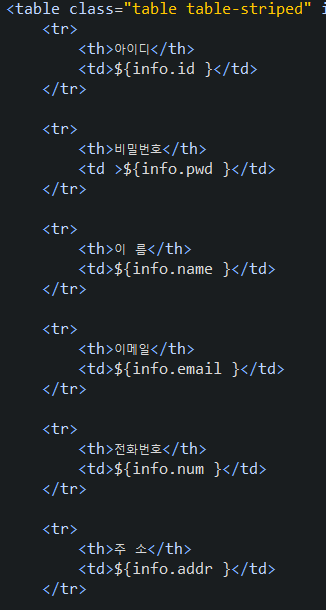 <table class="table table-striped" i
<tr>
<th>아이디</th>
<td>${info.id }</td>
</tr>
<tr>
<th>비밀번호</th>
<td >${info.pwd }</td>
</tr>
<tr>
<th>이 름</th>
<td>${info.name }</td>
</tr>
<tr>
<th>이메일</th>
<td>${info.email }</td>
</tr>
<tr>
<th>전화번호</th>
<td>${info.num }</td>
</tr>
<tr>
<th>주 소</th>
<td>${info.addr }</td>
</tr>